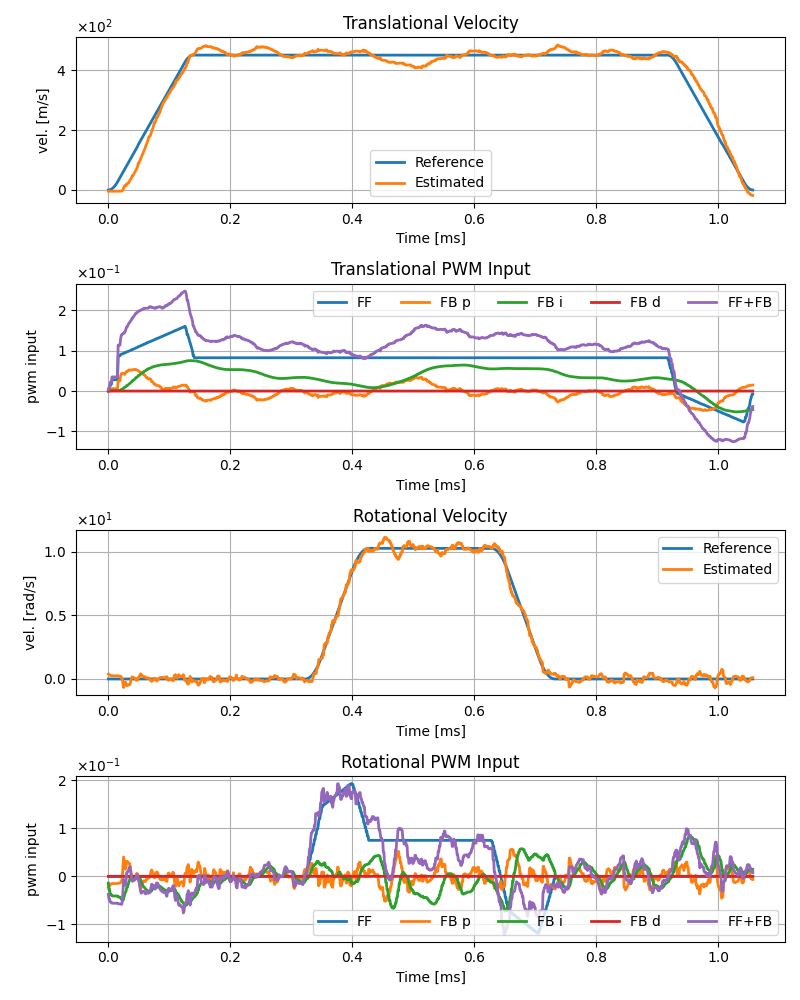 Translational Velocity
×10²
4
2
0
vel. [m/s]
Reference
Estimated
0.0 0.2 0.4 0.6 0.8 1.0
Time [ms]
Translational PWM Input
×10⁻¹
FF FB p FB i FB d FF+FB
2
1
0
−1
pwm input
0.0 0.2 0.4 0.6 0.8 1.0
Time [ms]
Rotational Velocity
×10¹
1.0
0.5
0.0
vel. [rad/s]
Reference
Estimated
0.0 0.2 0.4 0.6 0.8 1.0
Time [ms]
Rotational PWM Input
×10⁻¹
2
1
0
−1
pwm input
FF FB p FB i FB d FF+FB
0.0 0.2 0.4 0.6 0.8 1.0
Time [ms]